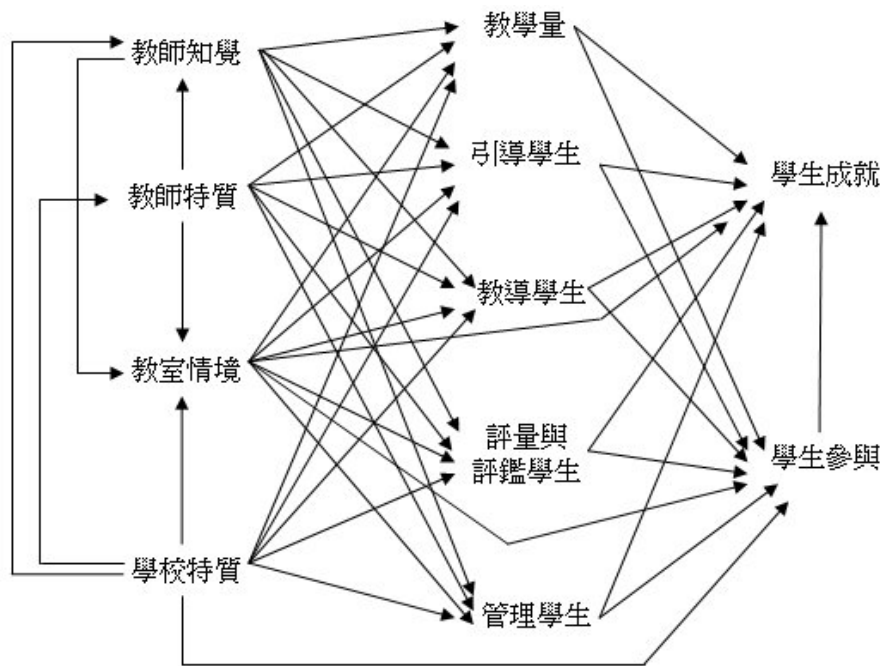 教師知覺
教師特質
教室情境
學校特質
教學量
引導學生
教導學生
評量與
評鑑學生
管理學生
學生成就
學生參與